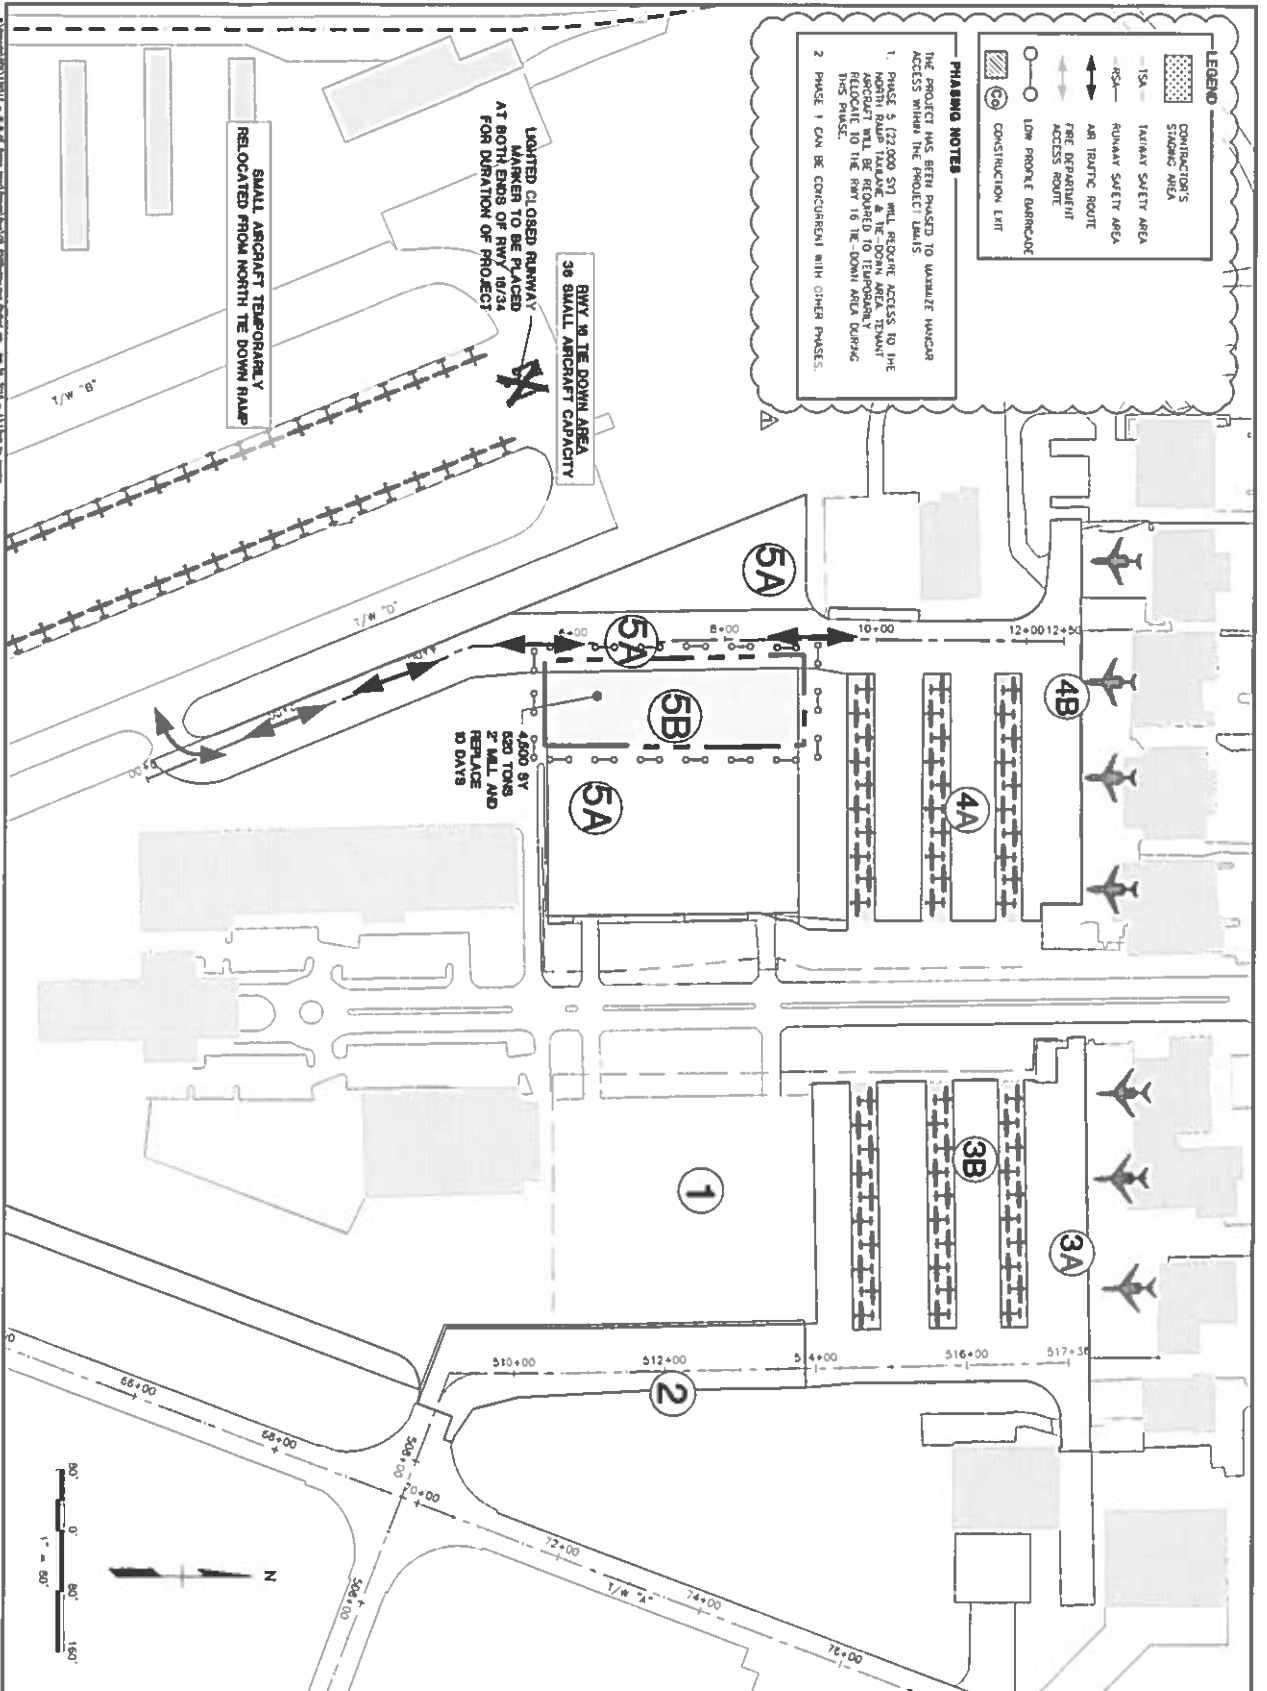 LEGEND
CONTRACTOR'S
STAGING AREA
TSA
TAXIWAY SAFETY AREA
RSA
RUNWAY SAFETY AREA
AIR TRAFFIC ROUTE
FIRE DEPARTMENT
ACCESS ROUTE
LOW PROFILE BARRICADE
CONSTRUCTION EXIT
PHASING NOTES
THE PROJECT HAS BEEN PHASED TO MAXIMIZE HANGAR
ACCESS WITHIN THE PROJECT LIMITS.
1. PHASE 5 (22,000 SY) WILL REQUIRE ACCESS TO THE
NORTH RAMP TAXILANE & TIE-DOWN AREA. TENANT
AIRCRAFT WILL BE REQUIRED TO TEMPORARILY
RELOCATE TO THE RWY 16 TIE-DOWN AREA DURING
THIS PHASE.
2 PHASE 1 CAN BE CONCURRENT WITH OTHER PHASES.
RWY 16 TIE DOWN AREA
36 SMALL AIRCRAFT CAPACITY
LIGHTED CLOSED RUNWAY
MARKER TO BE PLACED
AT BOTH ENDS OF RWY 16/34
FOR DURATION OF PROJECT
SMALL AIRCRAFT TEMPORARILY
RELOCATED FROM NORTH TIE DOWN RAMP
T/W "B"
T/W "D"
5A
5A
5B
5A
4,600 SY
520 TONS
2" MILL AND
REPLACE
10 DAYS
4B
4A
8+00
10+00
12+00
12+50
3A
3B
1
2
510+00
512+00
516+00
66+00
68+00
70+00
72+00
74+00
76+00
T/W "A"
508+00
506+00
N
80'
0'
80'
160'
1" = 80'